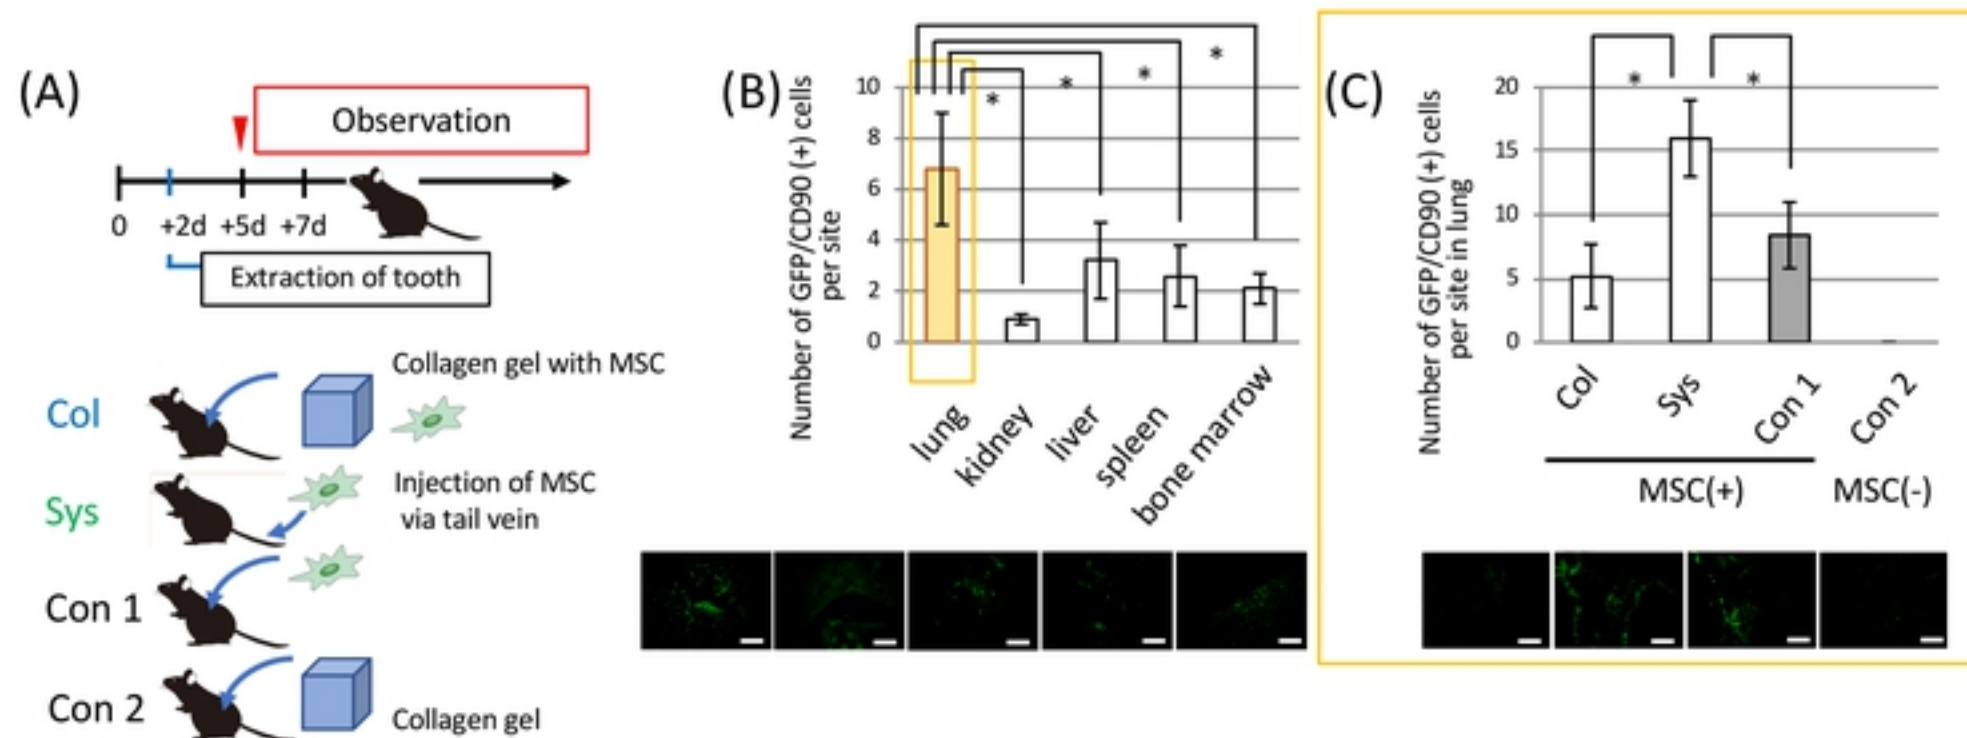 (A)
Observation
0
+2d
+5d
+7d
Extraction of tooth
Col
Collagen gel with MSC
Sys
Injection of MSC
via tail vein
Con 1
Con 2
Collagen gel
(B)
Number of GFP/CD90 (+) cells
per site
10
8
6
4
2
0
*
*
*
*
lung
kidney
liver
spleen
bone marrow
(C)
Number of GFP/CD90 (+) cells
per site in lung
20
15
10
5
0
*
*
Col
Sys
Con 1
Con 2
MSC(+)
MSC(-)